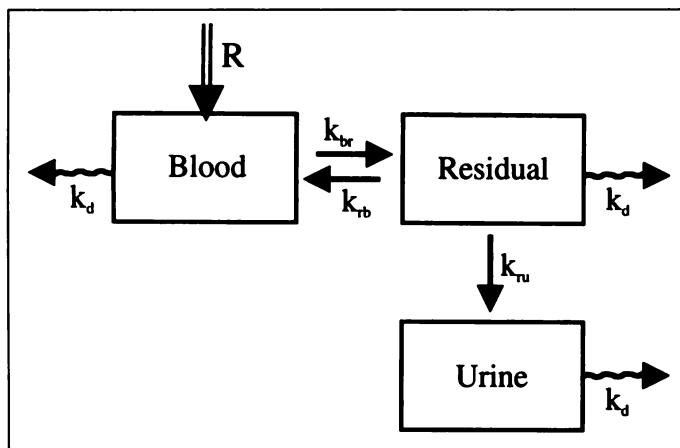 R
k_br
Blood
Residual
k_rb
k_d
k_d
k_ru
Urine
k_d